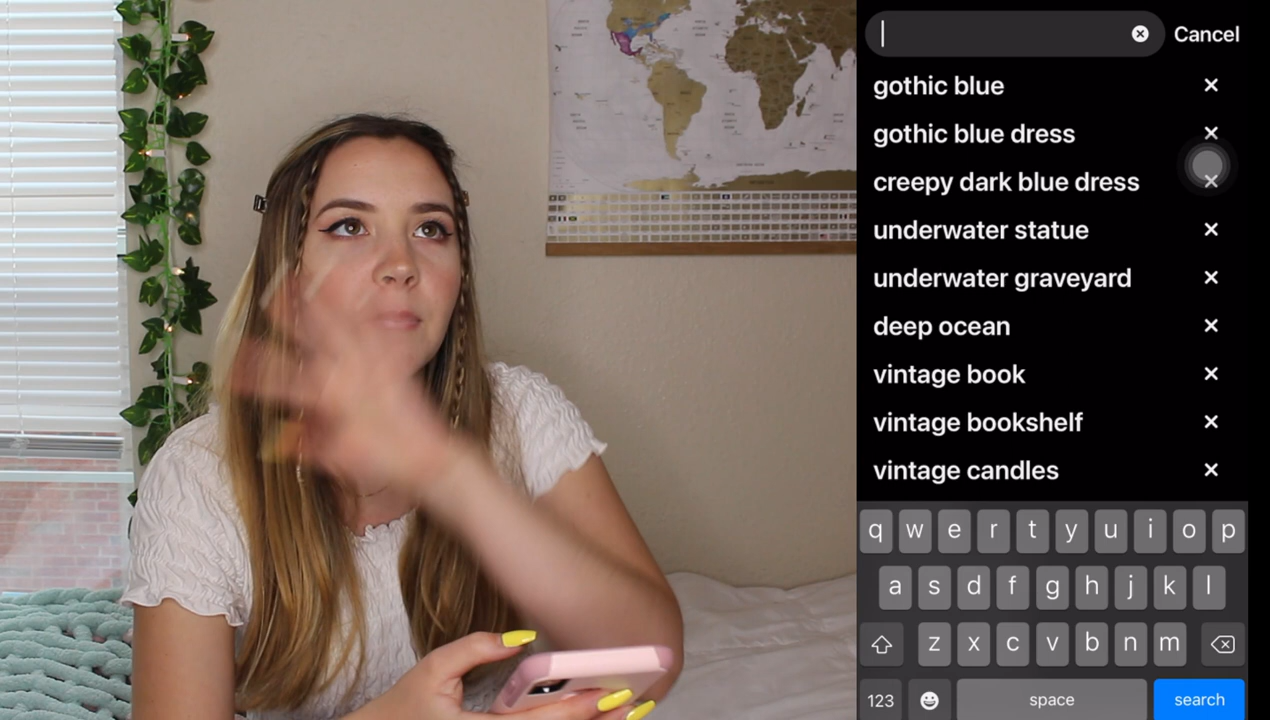 Cancel
gothic blue
gothic blue dress
creepy dark blue dress
underwater statue
underwater graveyard
deep ocean
vintage book
vintage bookshelf
vintage candles
q w e r t y u i o p
a s d f g h j k l
z x c v b n m
123 space search